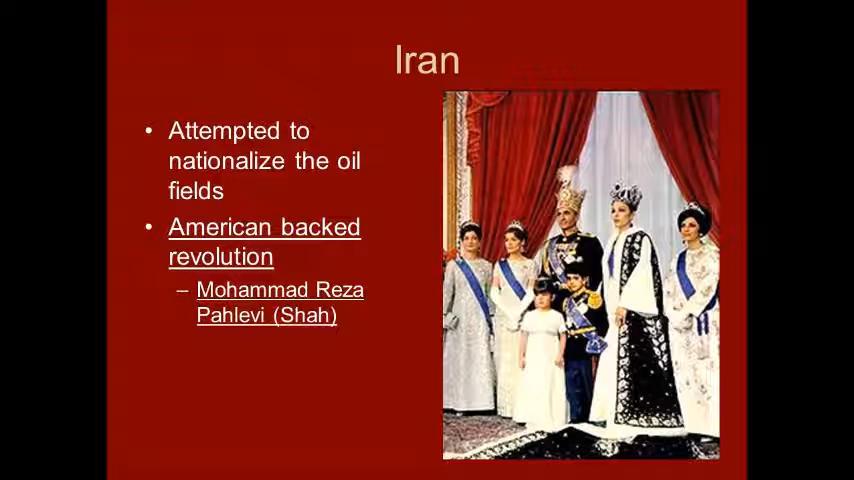 Iran
• Attempted to
nationalize the oil
fields
• American backed
revolution
– Mohammad Reza
Pahlevi (Shah)